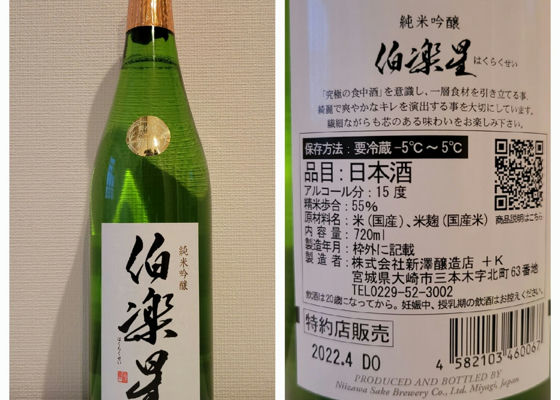 純米吟醸
伯楽星
はくらくせい
純米吟醸
伯楽星 はくらくせい
「究極の食中酒」を意識し、一層食材を引き立てる事、
綺麗で爽やかなキレを演出する事を大切にしています。
繊細ながらも芯のある味わいをお楽しみ下さい。
保存方法：要冷蔵 −5℃～5℃
品目：日本酒
アルコール分：15度
精米歩合：55％
原材料名：米（国産）、米麹（国産米）
商品説明はこちら
内容量：720ml
製造年月：枠外に記載
製造者：株式会社新澤醸造店 +K
宮城県大崎市三本木字北町63番地
TEL0229-52-3002
飲酒は20歳になってから。妊娠中、授乳期の飲酒はお控えください。
特約店販売
2022.4 DO
4 582103 460067
PRODUCED AND BOTTLED BY
Niizawa Sake Brewery Co., Ltd. Miyagi, Japan